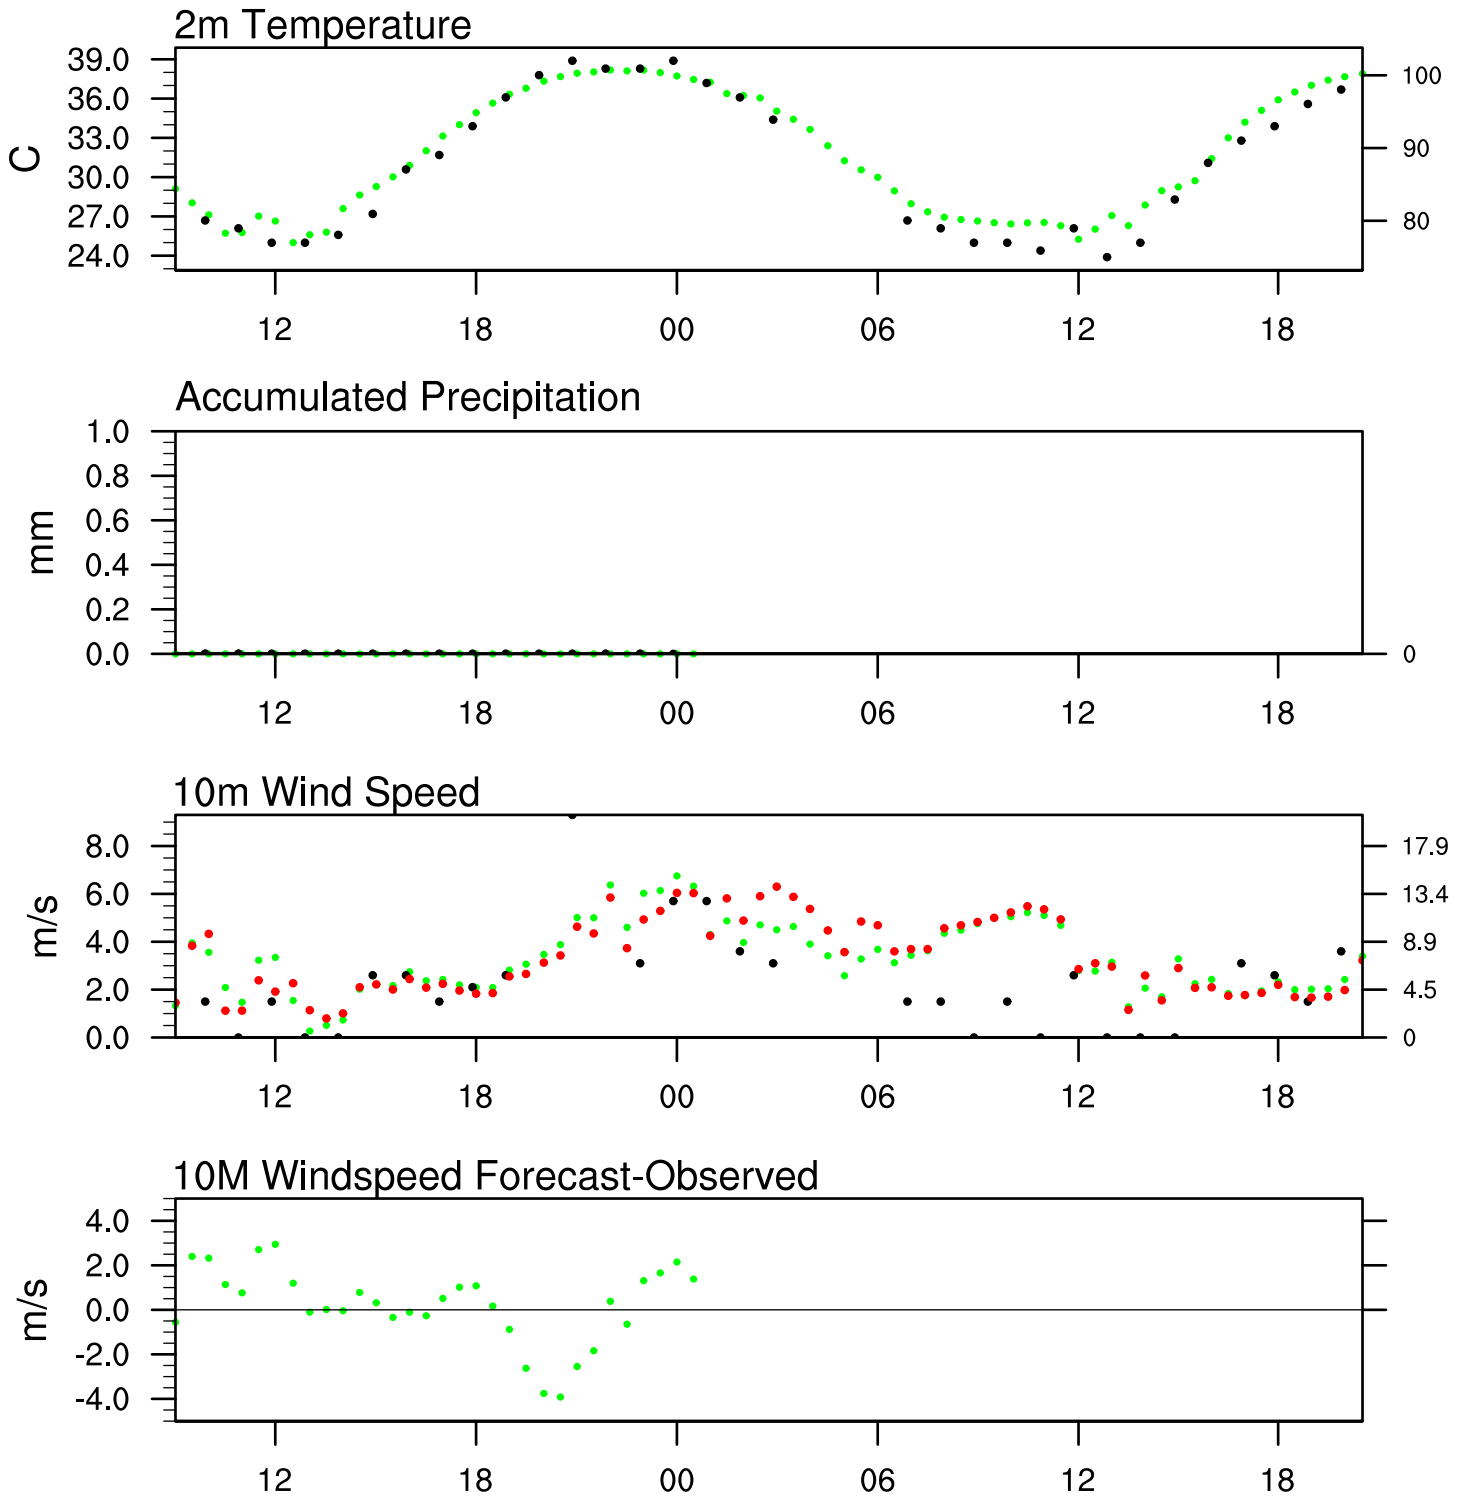 2m Temperature
39.0
36.0
33.0
30.0
27.0
24.0
C
100
90
80
12 18 00 06 12 18
Accumulated Precipitation
1.0
0.8
0.6
0.4
0.2
0.0
mm
0
12 18 00 06 12 18
10m Wind Speed
8.0
6.0
4.0
2.0
0.0
m/s
17.9
13.4
8.9
4.5
0
12 18 00 06 12 18
10M Windspeed Forecast-Observed
4.0
2.0
0.0
-2.0
-4.0
m/s
12 18 00 06 12 18